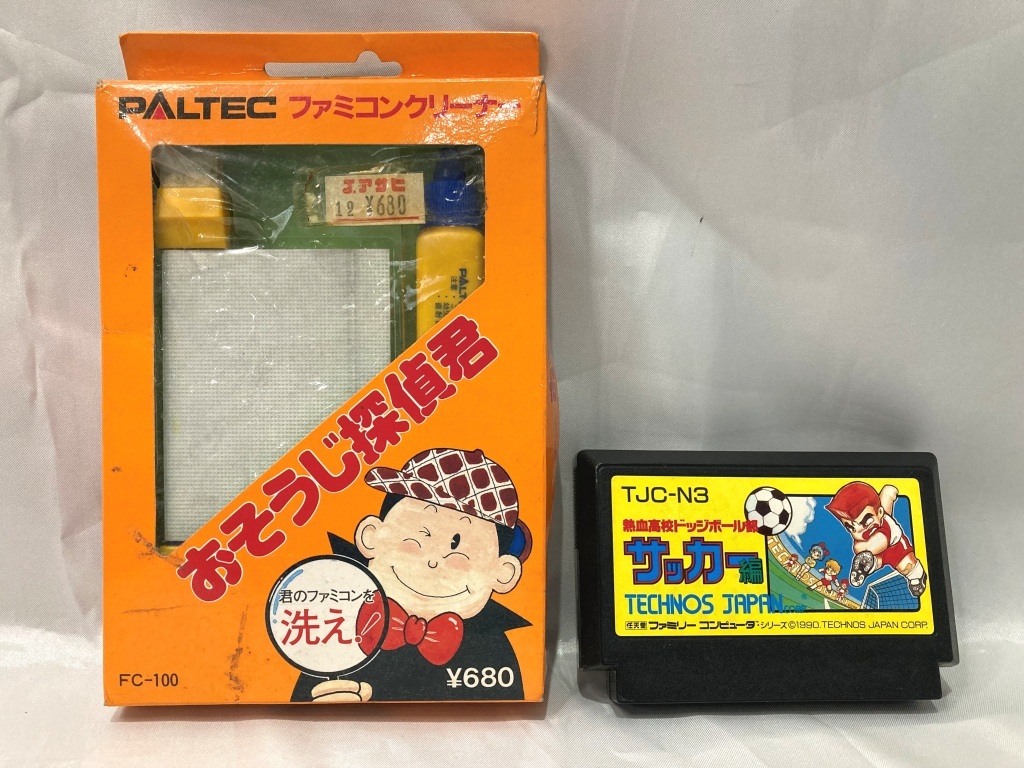 PALTEC ファミコンクリーナー
J.アサヒ
12 ¥680
PALT
おそうじ探偵君
君のファミコンを
洗え!!
FC-100
¥680
TJC-N3
熱血高校ドッジボール部
サッカー編
TECHNOS JAPAN CORP.
任天堂 ファミリー コンピュータ・シリーズ ©1990.TECHNOS JAPAN CORP.